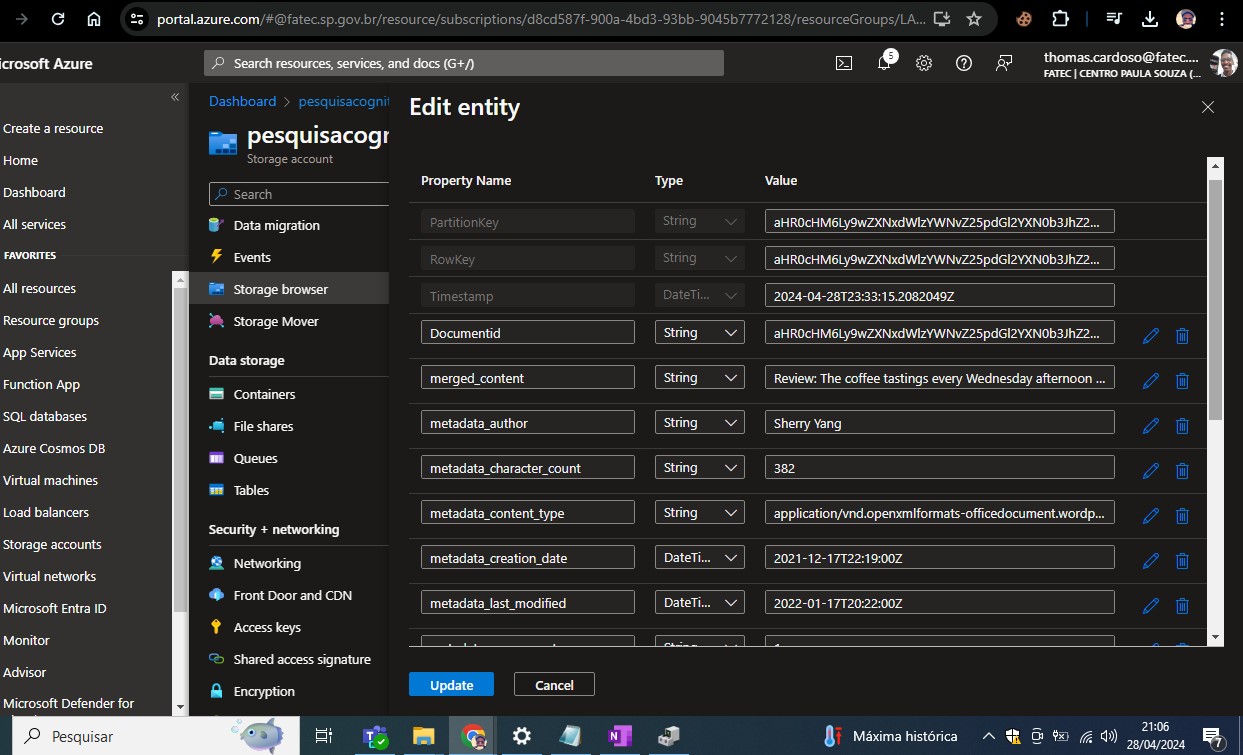 portal.azure.com/#@fatec.sp.gov.br/resource/subscriptions/d8cd587f-900a-4bd3-93bb-9045b7772128/resourceGroups/LA...
icrosoft Azure
Search resources, services, and docs (G+/)
5
thomas.cardoso@fatec....
FATEC | CENTRO PAULA SOUZA (...
«
Create a resource
Home
Dashboard
All services
FAVORITES
All resources
Resource groups
App Services
Function App
SQL databases
Azure Cosmos DB
Virtual machines
Load balancers
Storage accounts
Virtual networks
Microsoft Entra ID
Monitor
Advisor
Microsoft Defender for
Dashboard > pesquisacognit
pesquisacogr
Storage account
Search
Data migration
Events
Storage browser
Storage Mover
Data storage
Containers
File shares
Queues
Tables
Security + networking
Networking
Front Door and CDN
Access keys
Shared access signature
Encryption
Edit entity
Property Name Type Value
PartitionKey String aHR0cHM6Ly9wZXNxdWlzYWNvZ25pdGl2YXN0b3JhZ2...
RowKey String aHR0cHM6Ly9wZXNxdWlzYWNvZ25pdGl2YXN0b3JhZ2...
Timestamp DateTi... 2024-04-28T23:33:15.2082049Z
Documentid String aHR0cHM6Ly9wZXNxdWlzYWNvZ25pdGl2YXN0b3JhZ2...
merged_content String Review: The coffee tastings every Wednesday afternoon ...
metadata_author String Sherry Yang
metadata_character_count String 382
metadata_content_type String application/vnd.openxmlformats-officedocument.wordp...
metadata_creation_date DateTi... 2021-12-17T22:19:00Z
metadata_last_modified DateTi... 2022-01-17T20:22:00Z
Update Cancel
Pesquisar
Máxima histórica
21:06
28/04/2024
7